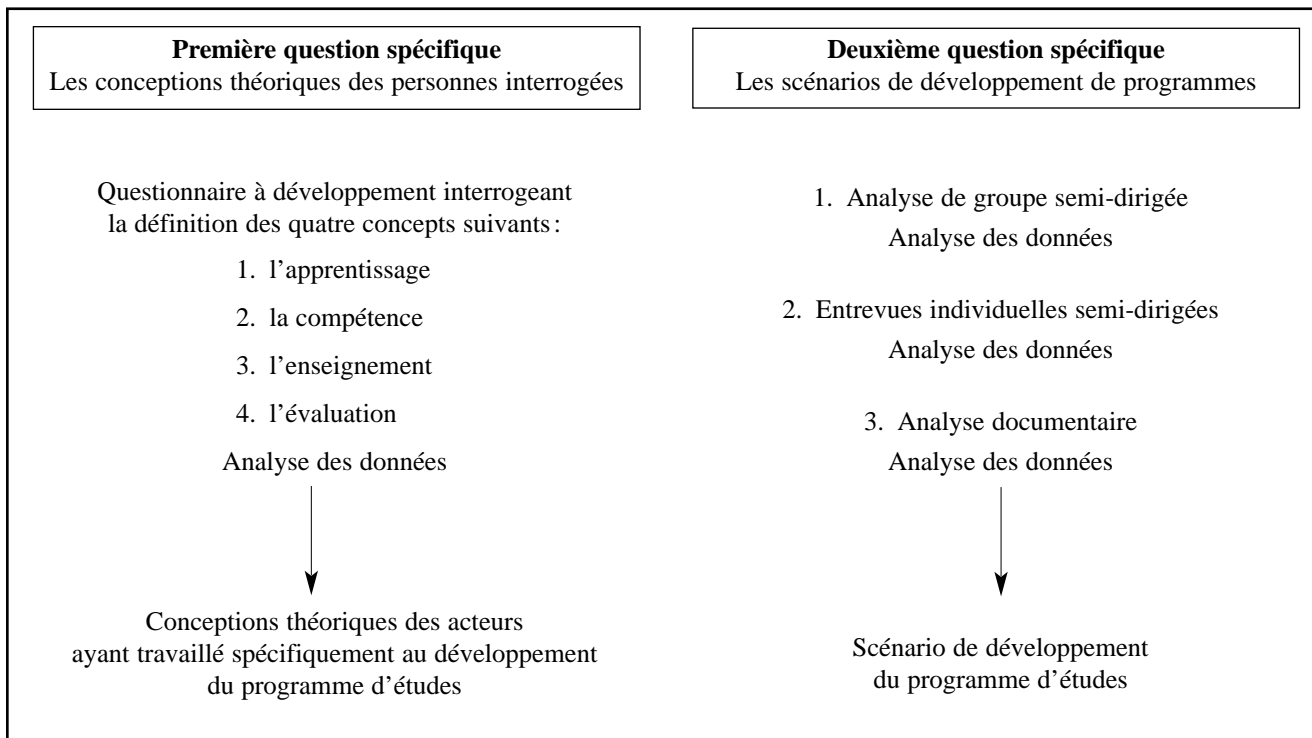 Première question spécifique
Les conceptions théoriques des personnes interrogées
Questionnaire à développement interrogeant
la définition des quatre concepts suivants :
1. l’apprentissage
2. la compétence
3. l’enseignement
4. l’évaluation
Analyse des données
Conceptions théoriques des acteurs
ayant travaillé spécifiquement au développement
du programme d’études
Deuxième question spécifique
Les scénarios de développement de programmes
1. Analyse de groupe semi-dirigée
Analyse des données
2. Entrevues individuelles semi-dirigées
Analyse des données
3. Analyse documentaire
Analyse des données
Scénario de développement
du programme d’études